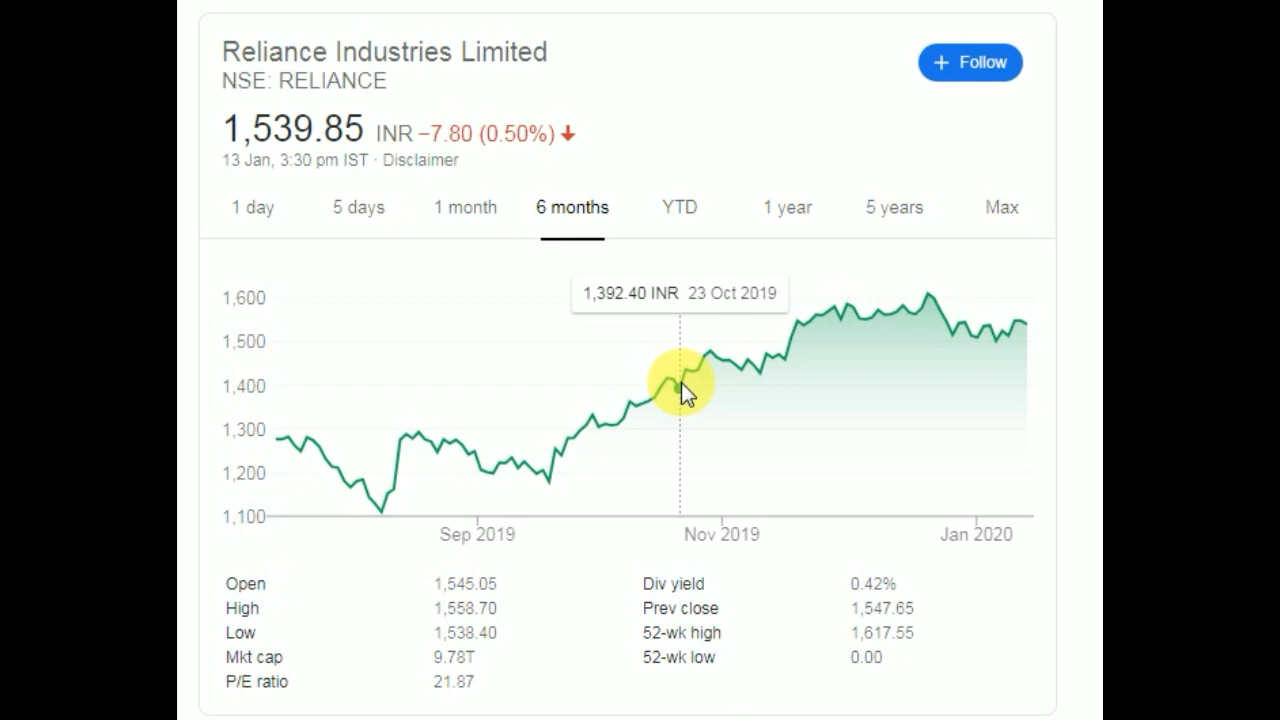 Reliance Industries Limited
+ Follow
NSE: RELIANCE
1,539.85 INR −7.80 (0.50%)
13 Jan, 3:30 pm IST · Disclaimer
1 day 5 days 1 month 6 months YTD 1 year 5 years Max
1,392.40 INR 23 Oct 2019
1,600
1,500
1,400
1,300
1,200
1,100
Sep 2019 Nov 2019 Jan 2020
Open 1,545.05 Div yield 0.42%
High 1,558.70 Prev close 1,547.65
Low 1,538.40 52-wk high 1,617.55
Mkt cap 9.78T 52-wk low 0.00
P/E ratio 21.87